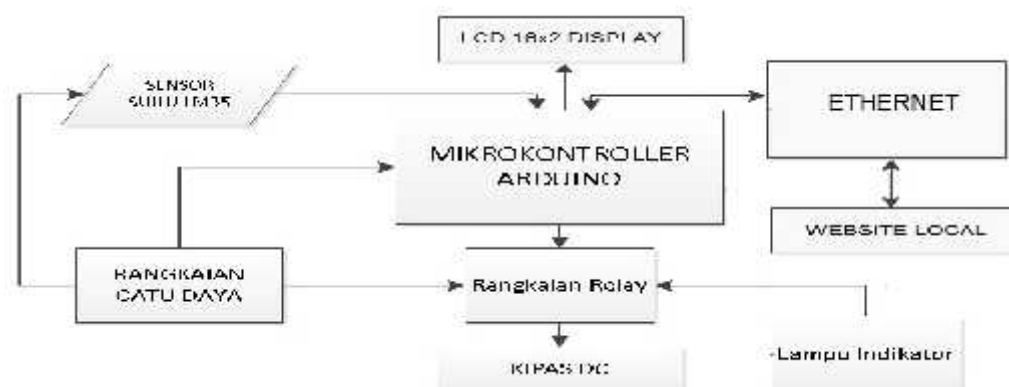 LCD 16x2 DISPLAY
SENSOR
SUHU LM35
ETHERNET
MIKROKONTROLLER
ARDUINO
WEBSITE LOCAL
RANGKAIAN
CATU DAYA
Rangkaian Relay
Lampu Indikator
KIPAS DC